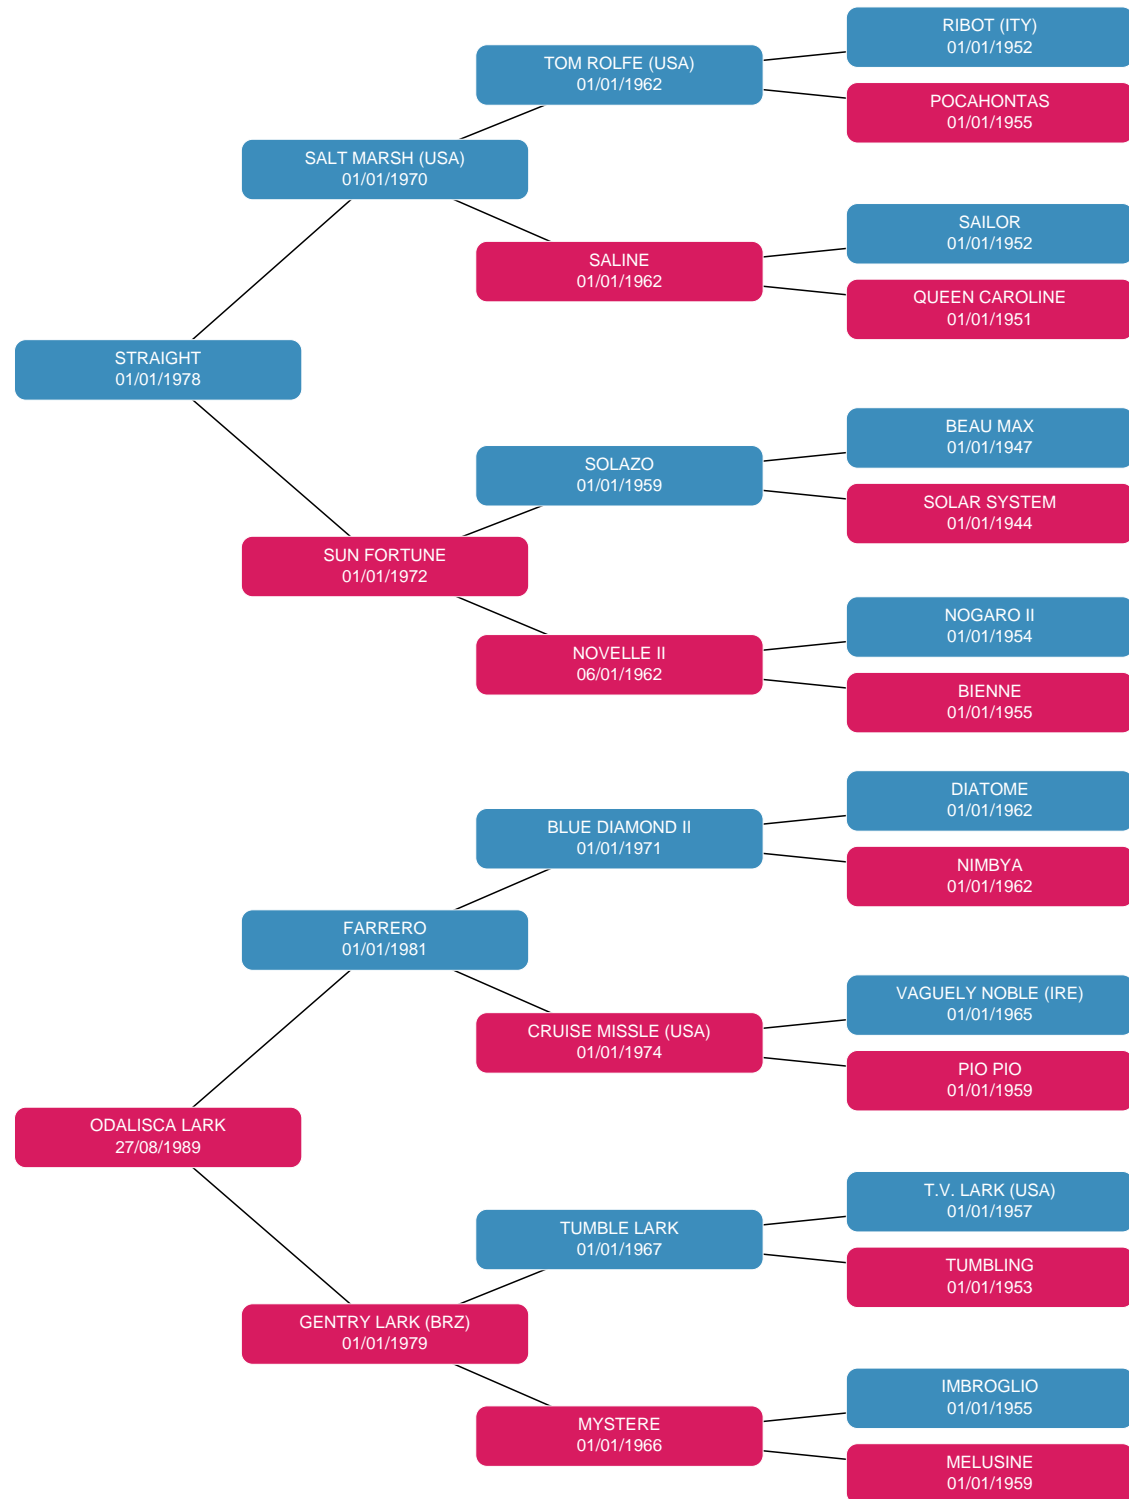 RIBOT (ITY)
01/01/1952
TOM ROLFE (USA)
01/01/1962
POCAHONTAS
01/01/1955
SALT MARSH (USA)
01/01/1970
SAILOR
01/01/1952
SALINE
01/01/1962
QUEEN CAROLINE
01/01/1951
STRAIGHT
01/01/1978
BEAU MAX
01/01/1947
SOLAZO
01/01/1959
SOLAR SYSTEM
01/01/1944
SUN FORTUNE
01/01/1972
NOGARO II
01/01/1954
NOVELLE II
06/01/1962
BIENNE
01/01/1955
DIATOME
01/01/1962
BLUE DIAMOND II
01/01/1971
NIMBYA
01/01/1962
FARRERO
01/01/1981
VAGUELY NOBLE (IRE)
01/01/1965
CRUISE MISSLE (USA)
01/01/1974
PIO PIO
01/01/1959
ODALISCA LARK
27/08/1989
T.V. LARK (USA)
01/01/1957
TUMBLE LARK
01/01/1967
TUMBLING
01/01/1953
GENTRY LARK (BRZ)
01/01/1979
IMBROGLIO
01/01/1955
MYSTERE
01/01/1966
MELUSINE
01/01/1959